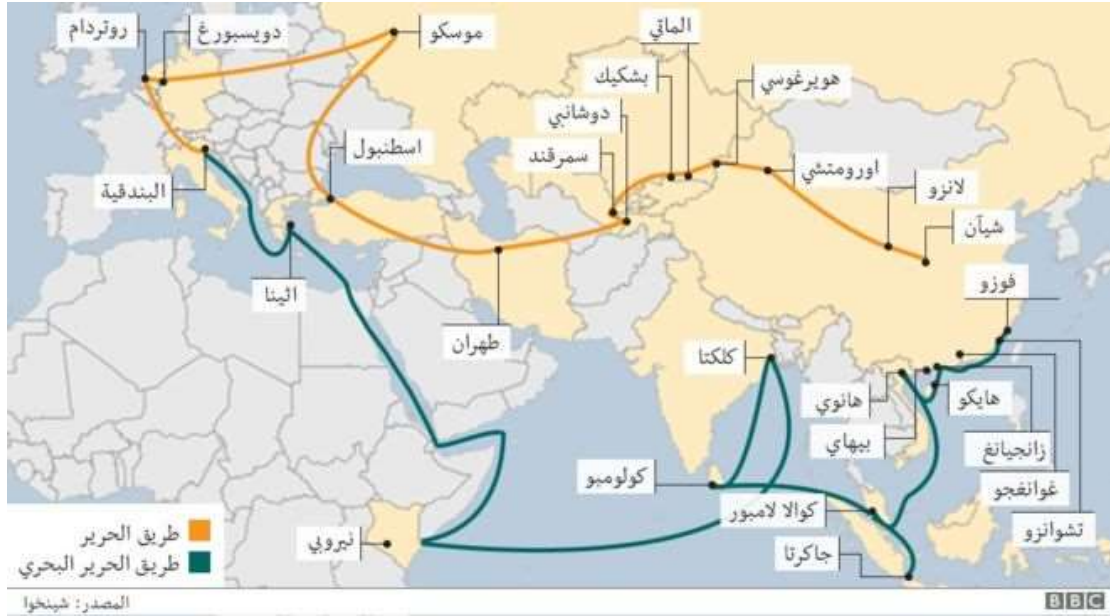 روتردام
دويسبورغ
موسكو
الماتي
بشكيك
هويرغوسي
دوشانبي
سمرقند
اسطنبول
البندقية
اورومتشي
لانزو
شيآن
اثينا
طهران
فوزو
كلكتا
هانوي
هايكو
بيهاي
زانجيانغ
غوانغجو
تشوانزو
كولومبو
كوالا لامبور
جاكرتا
نيروبي
طريق الحرير
طريق الحرير البحري
المصدر: شينخوا
BBC